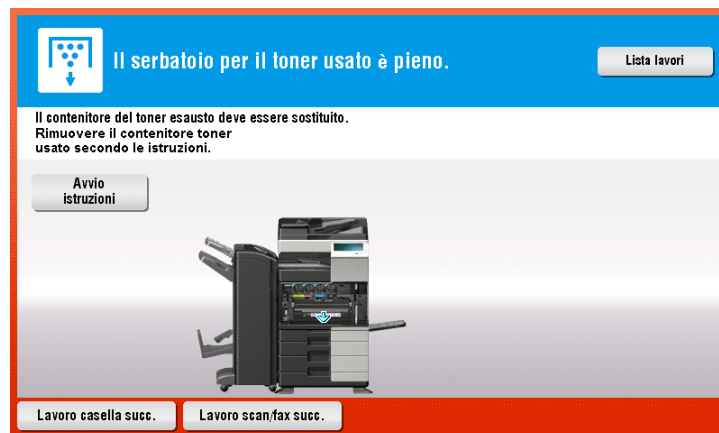 Il serbatoio per il toner usato è pieno.
Lista lavori
Il contenitore del toner esausto deve essere sostituito.
Rimuovere il contenitore toner
usato secondo le istruzioni.
Avvio
istruzioni
Lavoro casella succ.
Lavoro scan/fax succ.